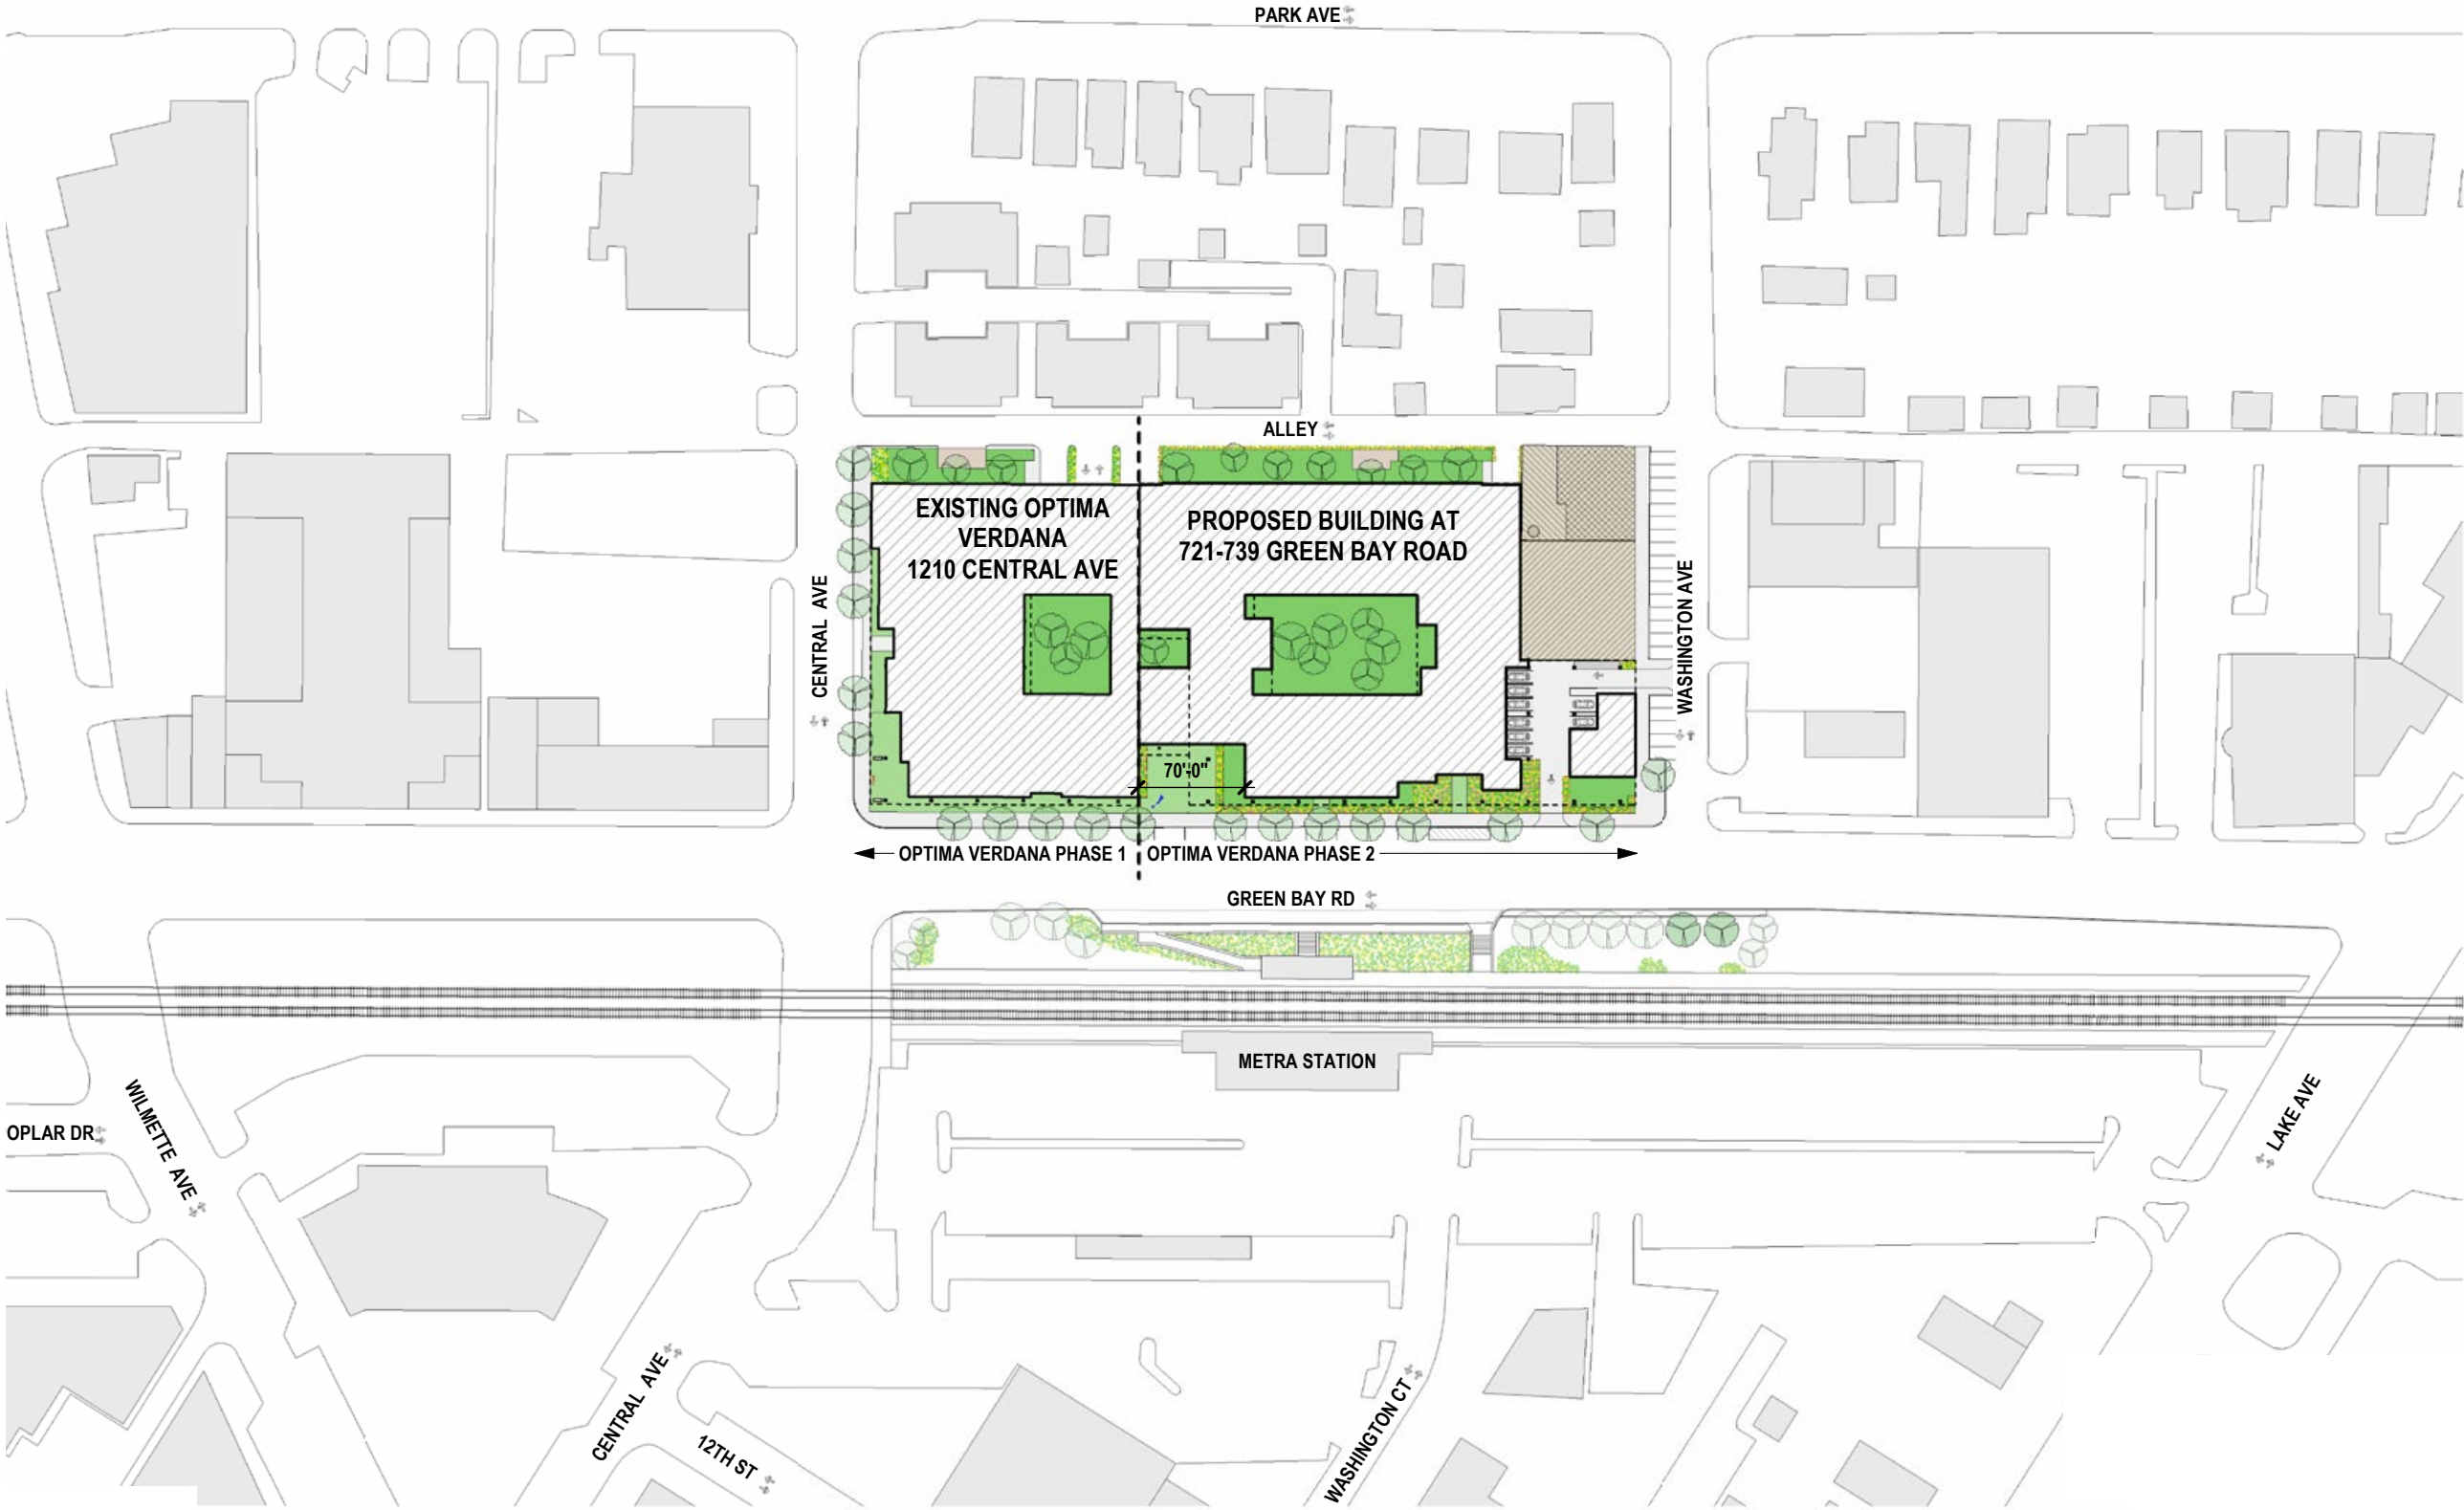 PARK AVE
ALLEY
EXISTING OPTIMA
VERDANA
1210 CENTRAL AVE
PROPOSED BUILDING AT
721-739 GREEN BAY ROAD
CENTRAL AVE
WASHINGTON AVE
70'-0"
OPTIMA VERDANA PHASE 1
OPTIMA VERDANA PHASE 2
GREEN BAY RD
METRA STATION
WILMETTE AVE
OPLAR DR
LAKE AVE
CENTRAL AVE
12TH ST
WASHINGTON CT